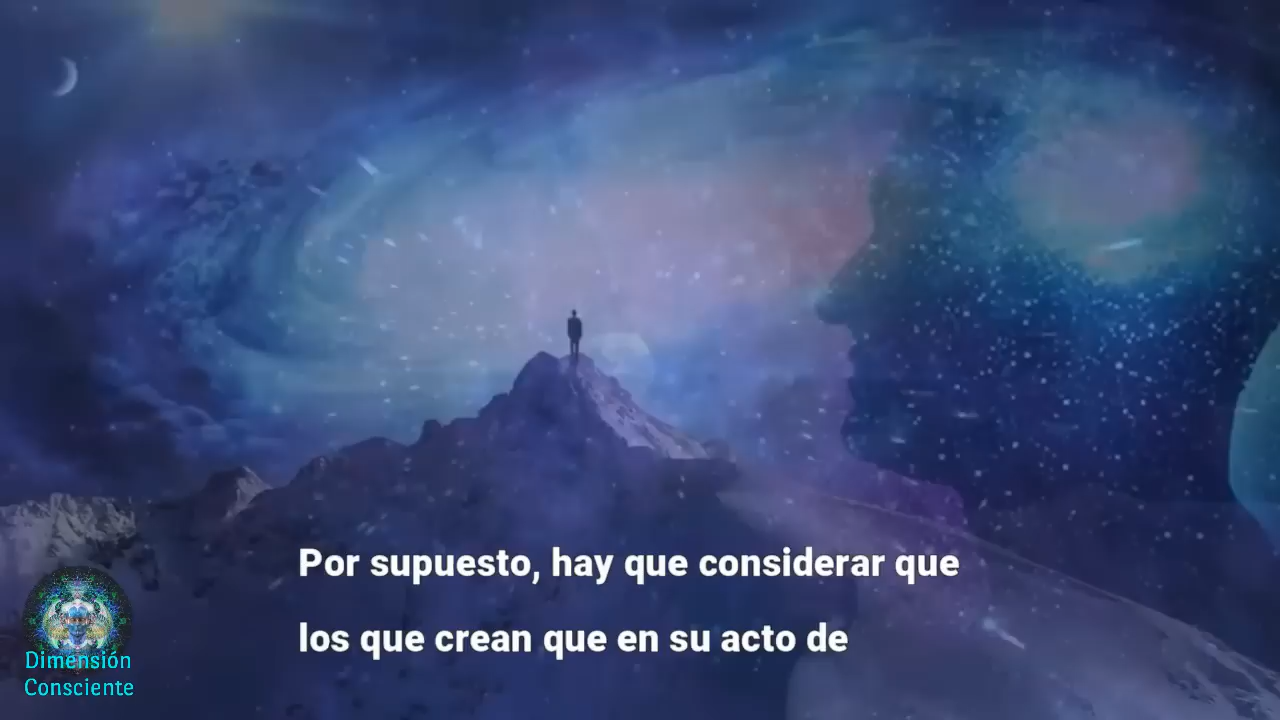 Por supuesto, hay que considerar que
los que crean que en su acto de
Dimensión
Consciente